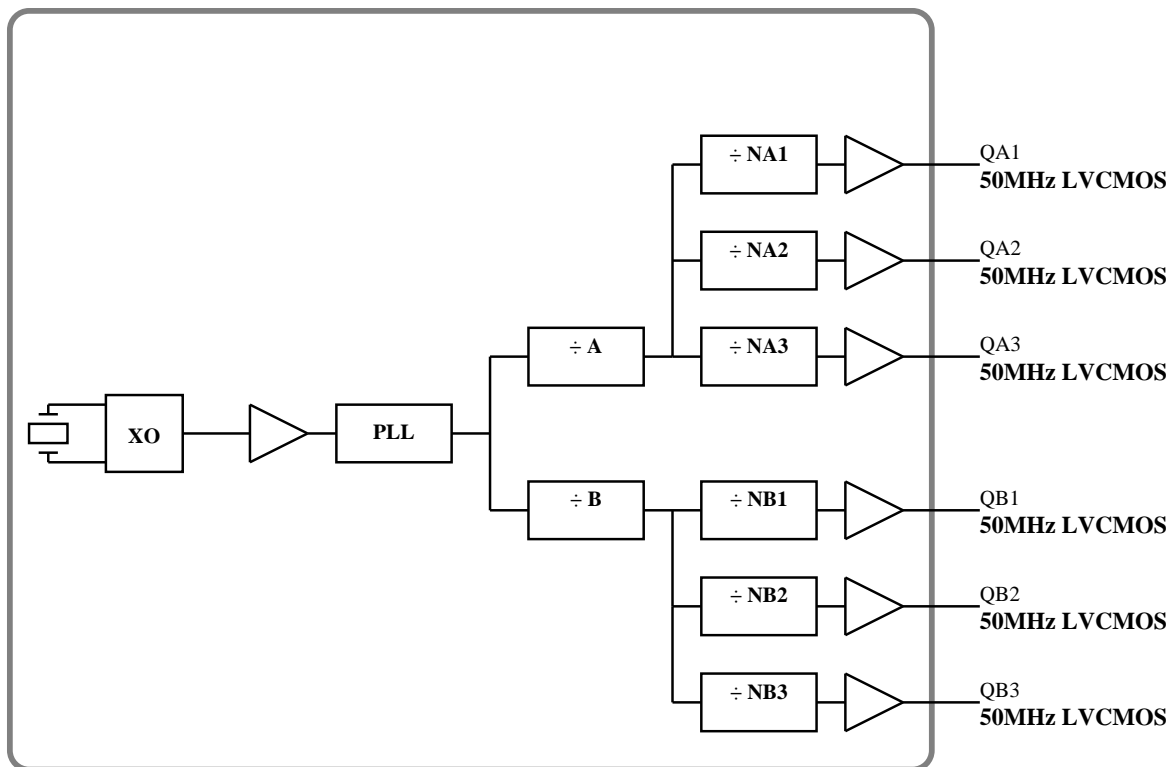 ÷ NA1
QA1
50MHz LVCMOS
÷ NA2
QA2
50MHz LVCMOS
÷ A
÷ NA3
QA3
50MHz LVCMOS
XO
PLL
÷ B
÷ NB1
QB1
50MHz LVCMOS
÷ NB2
QB2
50MHz LVCMOS
÷ NB3
QB3
50MHz LVCMOS